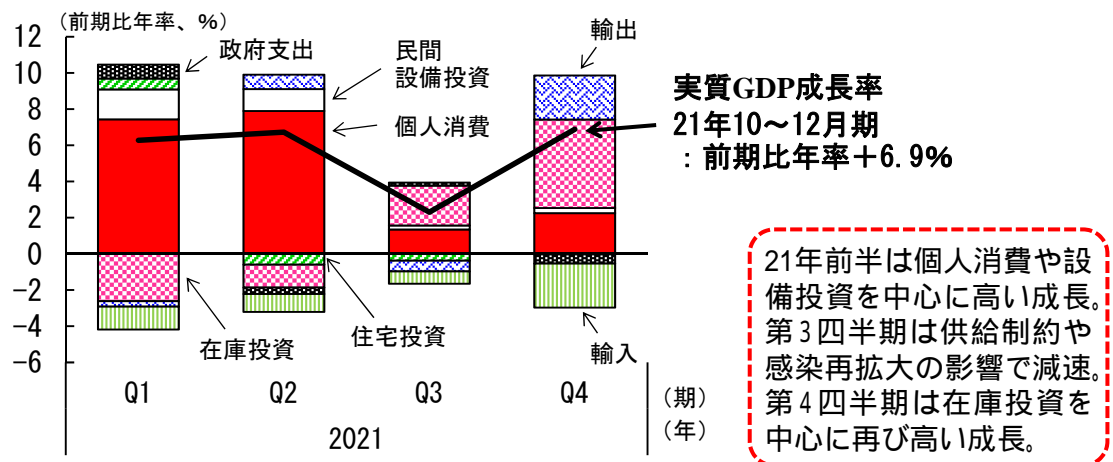 (前期比年率、%)
12
10
8
6
4
2
0
-2
-4
-6
政府支出
民間
設備投資
個人消費
輸出
実質GDP成長率
21年10～12月期
:前期比年率+6.9%
在庫投資
住宅投資
輸入
Q1 Q2 Q3 Q4 (期)
2021 (年)
21年前半は個人消費や設
備投資を中心に高い成長。
第3四半期は供給制約や
感染再拡大の影響で減速。
第4四半期は在庫投資を
中心に再び高い成長。